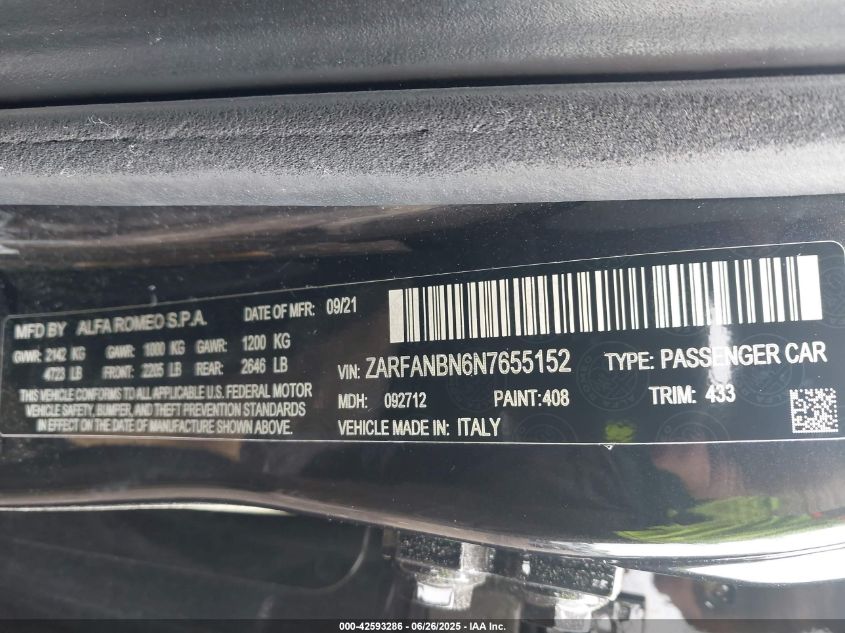 MFD BY ALFA ROMEO S.P.A. DATE OF MFR: 09/21
GVWR: 2142 KG GAWR: 1000 KG GAWR: 1200 KG
4723 LB FRONT: 2205 LB REAR: 2646 LB
THIS VEHICLE CONFORMS TO ALL APPLICABLE U.S. FEDERAL MOTOR
VEHICLE SAFETY, BUMPER, AND THEFT PREVENTION STANDARDS
IN EFFECT ON THE DATE OF MANUFACTURE SHOWN ABOVE.
VIN: ZARFANBN6N7655152 TYPE: PASSENGER CAR
MDH: 092712 PAINT:408 TRIM: 433
VEHICLE MADE IN: ITALY
000-42593286 - 06/26/2025 - IAA Inc.